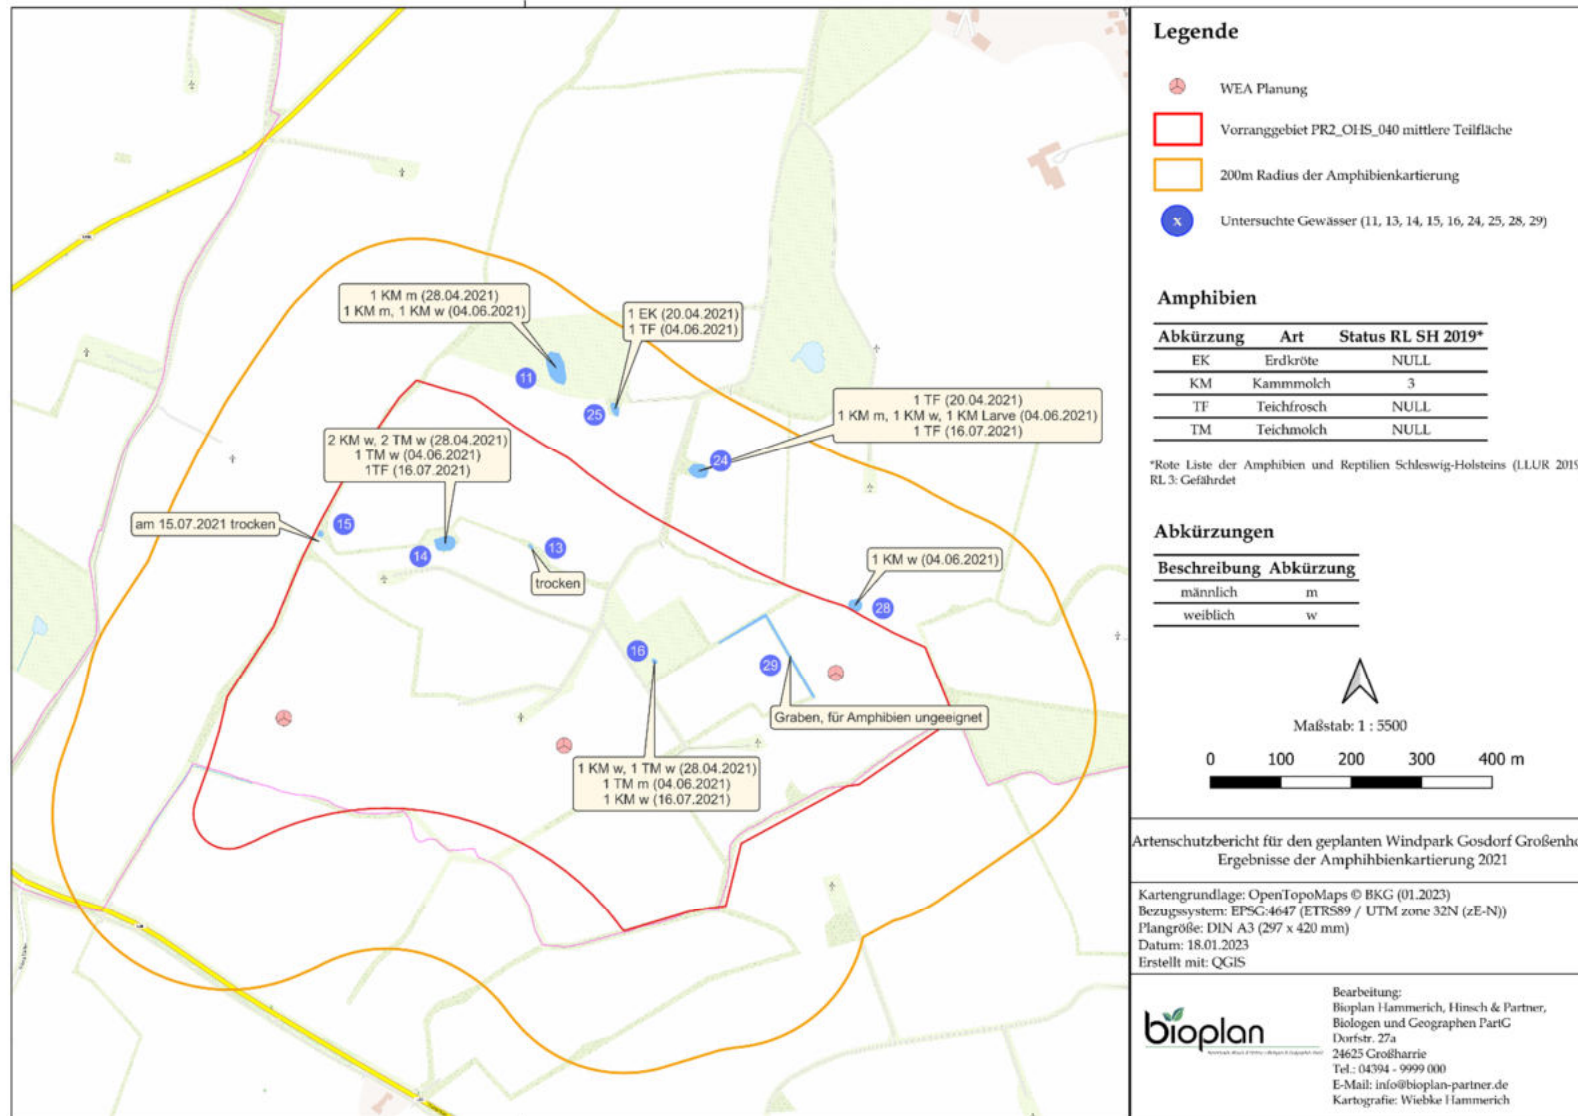 1 KM m (28.04.2021)
1 KM m, 1 KM w (04.06.2021)
1 EK (20.04.2021)
1 TF (04.06.2021)
11
25
1 TF (20.04.2021)
1 KM m, 1 KM w, 1 KM Larve (04.06.2021)
1 TF (16.07.2021)
24
2 KM w, 2 TM w (28.04.2021)
1 TM w (04.06.2021)
1TF (16.07.2021)
am 15.07.2021 trocken
15
14
13
trocken
1 KM w (04.06.2021)
28
16
29
Graben, für Amphibien ungeeignet
1 KM w, 1 TM w (28.04.2021)
1 TM m (04.06.2021)
1 KM w (16.07.2021)
Legende
WEA Planung
Vorranggebiet PR2_OHS_040 mittlere Teilfläche
200m Radius der Amphibienkartierung
x
Untersuchte Gewässer (11, 13, 14, 15, 16, 24, 25, 28, 29)
Amphibien
Abkürzung Art Status RL SH 2019*
EK Erdkröte NULL
KM Kammmolch 3
TF Teichfrosch NULL
TM Teichmolch NULL
*Rote Liste der Amphibien und Reptilien Schleswig-Holsteins (LLUR 2019
RL 3: Gefährdet
Abkürzungen
Beschreibung Abkürzung
männlich m
weiblich w
Maßstab: 1 : 5500
0 100 200 300 400 m
Artenschutzbericht für den geplanten Windpark Gosdorf Großenho
Ergebnisse der Amphihbienkartierung 2021
Kartengrundlage: OpenTopoMaps © BKG (01.2023)
Bezugssystem: EPSG:4647 (ETRS89 / UTM zone 32N (zE-N))
Plangröße: DIN A3 (297 x 420 mm)
Datum: 18.01.2023
Erstellt mit: QGIS
bioplan
Bearbeitung:
Bioplan Hammerich, Hinsch & Partner,
Biologen und Geographen PartG
Dorfstr. 27a
24625 Großharrie
Tel.: 04394 - 9999 000
E-Mail: info@bioplan-partner.de
Kartografie: Wiebke Hammerich